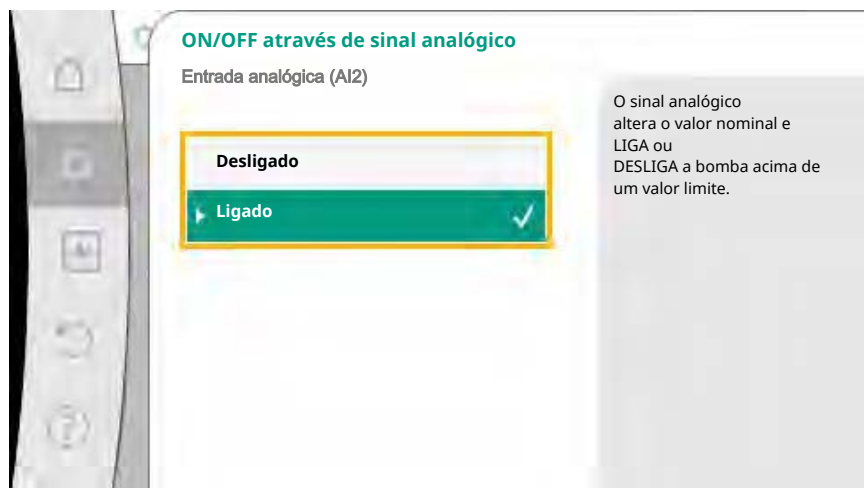 ON/OFF através de sinal analógico
Entrada analógica (AI2)
Desligado
Ligado
O sinal analógico
altera o valor nominal e
LIGA ou
DESLIGA a bomba acima de
um valor limite.